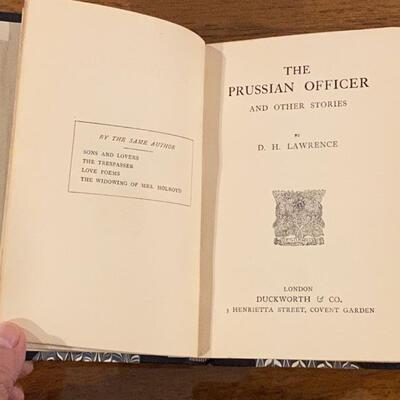 BY THE SAME AUTHOR
SONS AND LOVERS
THE TRESPASSER
LOVE POEMS
THE WIDOWING OF MRS. HOLROYD
THE
PRUSSIAN OFFICER
AND OTHER STORIES
BY
D. H. LAWRENCE
LONDON
DUCKWORTH & CO.
3 HENRIETTA STREET, COVENT GARDEN